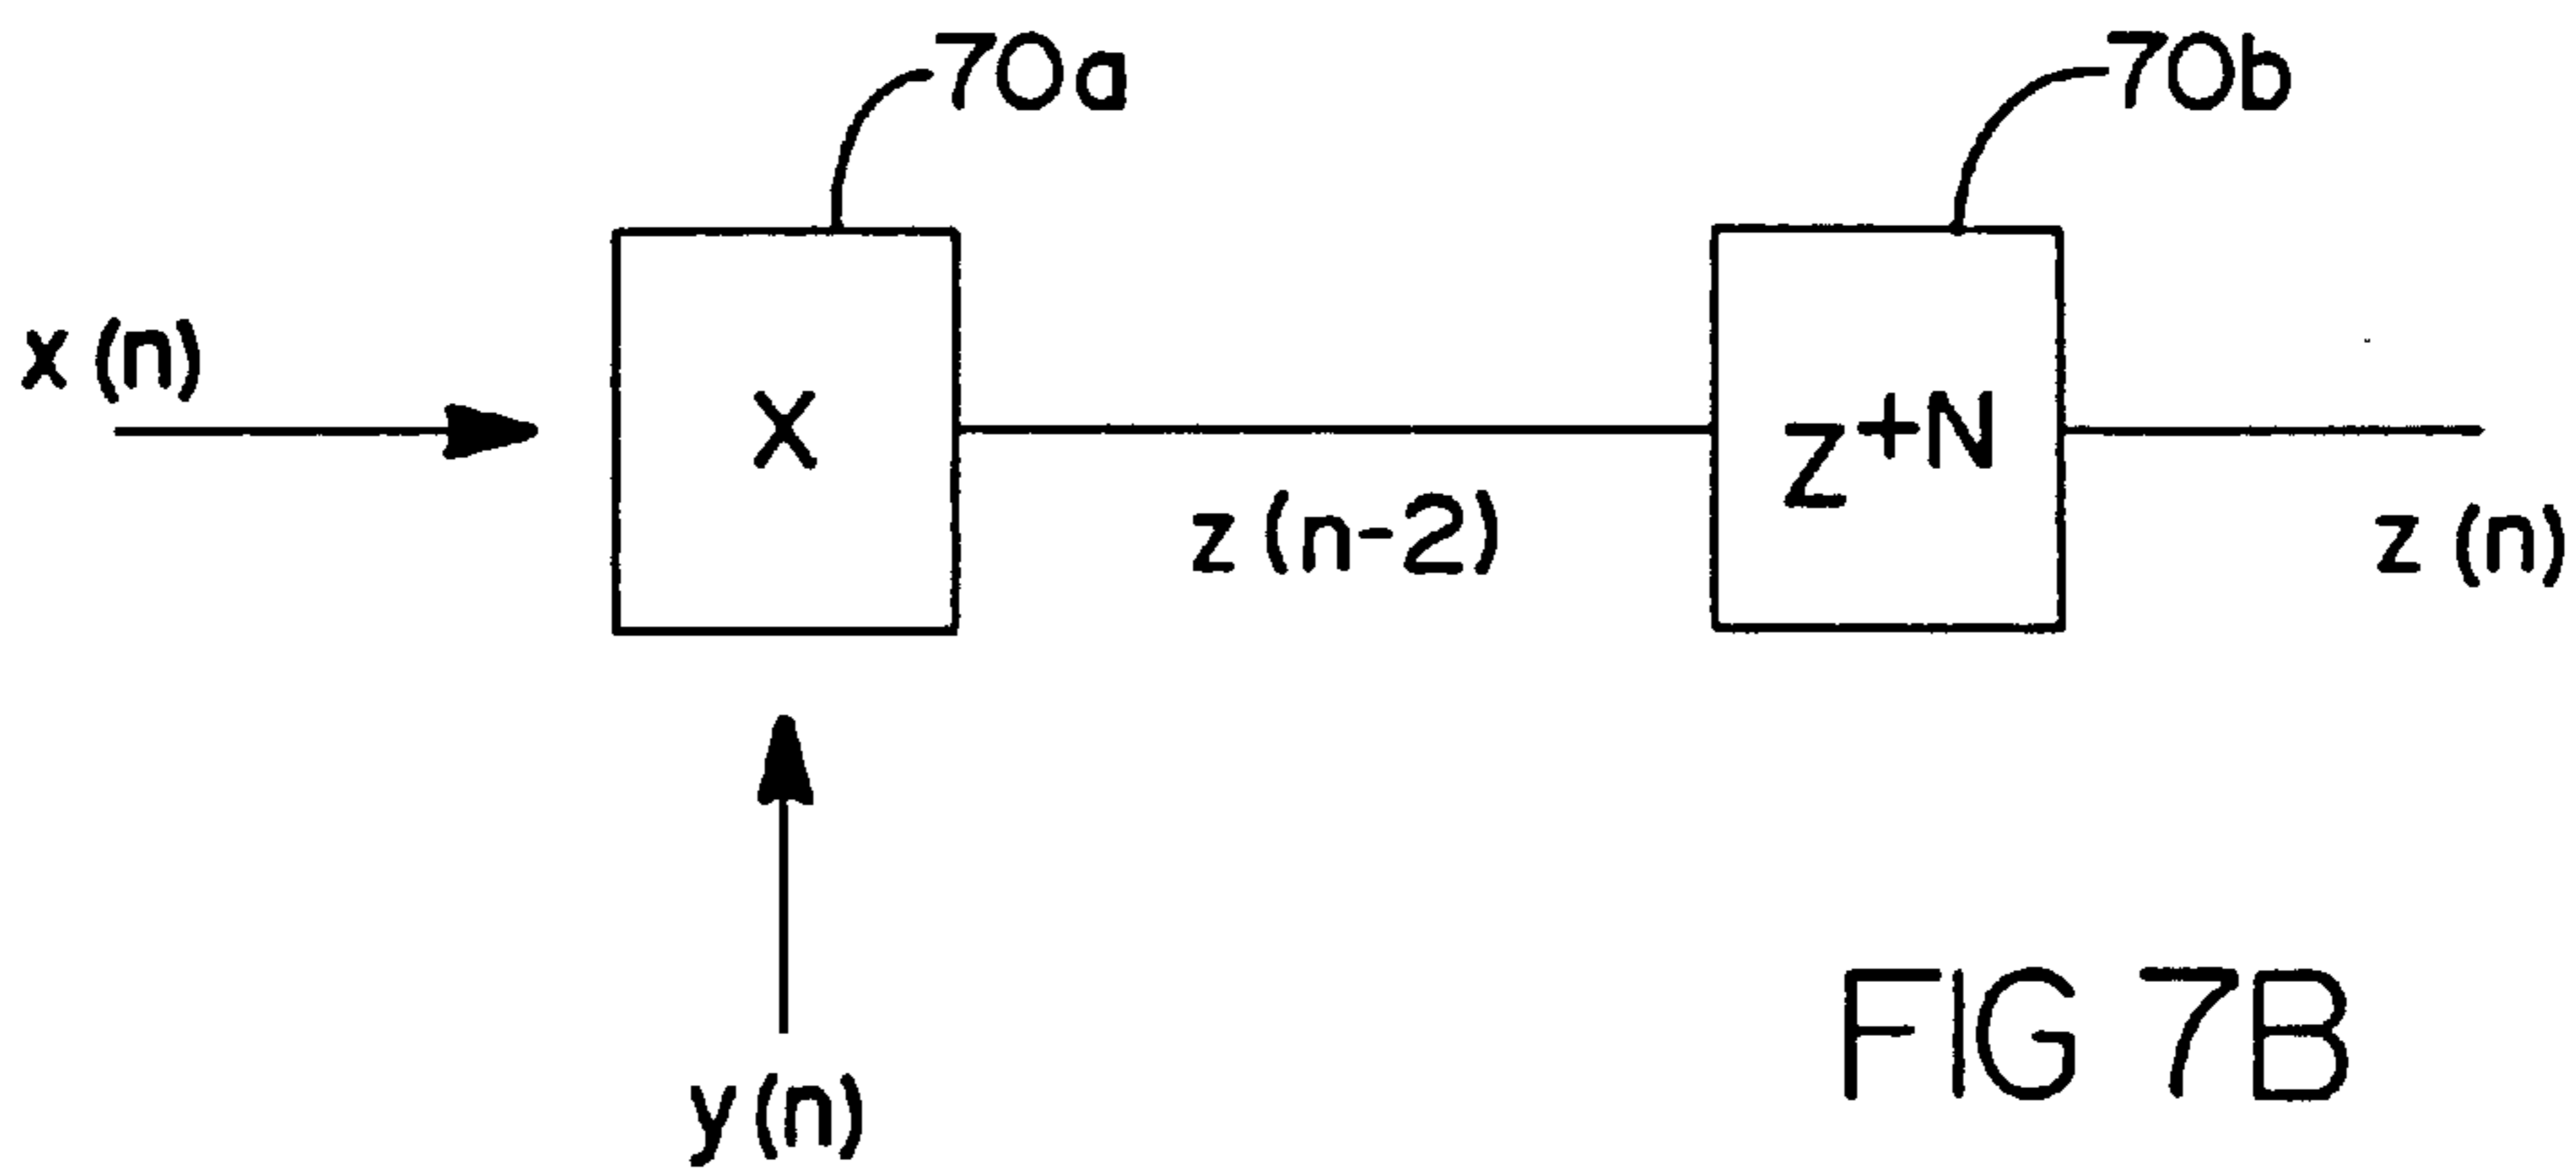 70a
70b
x (n)
X
z (n-2)
Z+N
z (n)
y (n)
FIG 7B